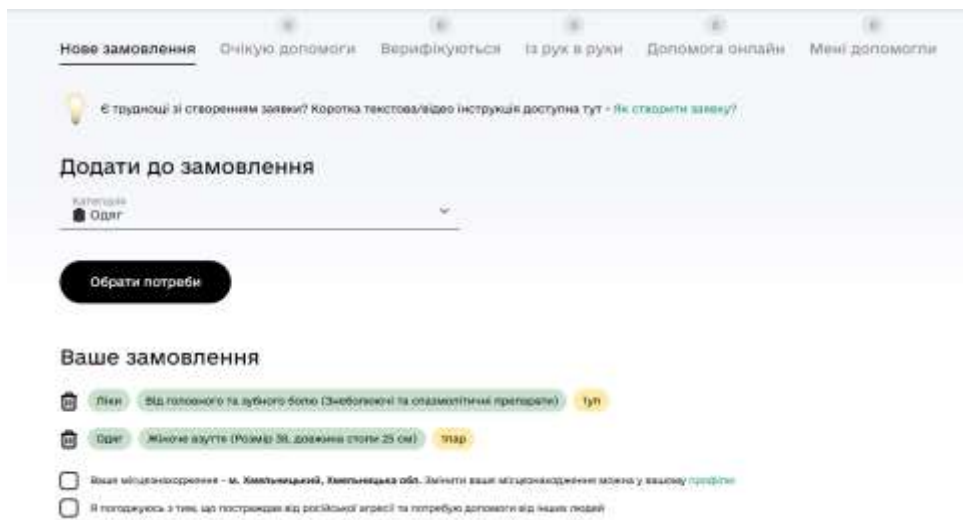 Нове замовлення Очікую допомоги Верифікуються Із рук в руки Допомога онлайн Мені допомогли
Є труднощі зі створенням заявки? Коротка текстова/відео інструкція доступна тут - Як створити заявку?
Додати до замовлення
Категорія
Одяг
Обрати потреби
Ваше замовлення
Ліки Від головного та зубного болю (Знеболюючі та спазмолітичні препарати) 1уп
Одяг Жіноче взуття (Розмір 38, довжина стопи 25 см) 1пар
Ваше місцезнаходження - м. Хмельницький, Хмельницька обл. Змінити ваше місцезнаходження можна у вашому профілю
Я погоджуюсь з тим, що постраждав від російської агресії та потребую допомоги від інших людей